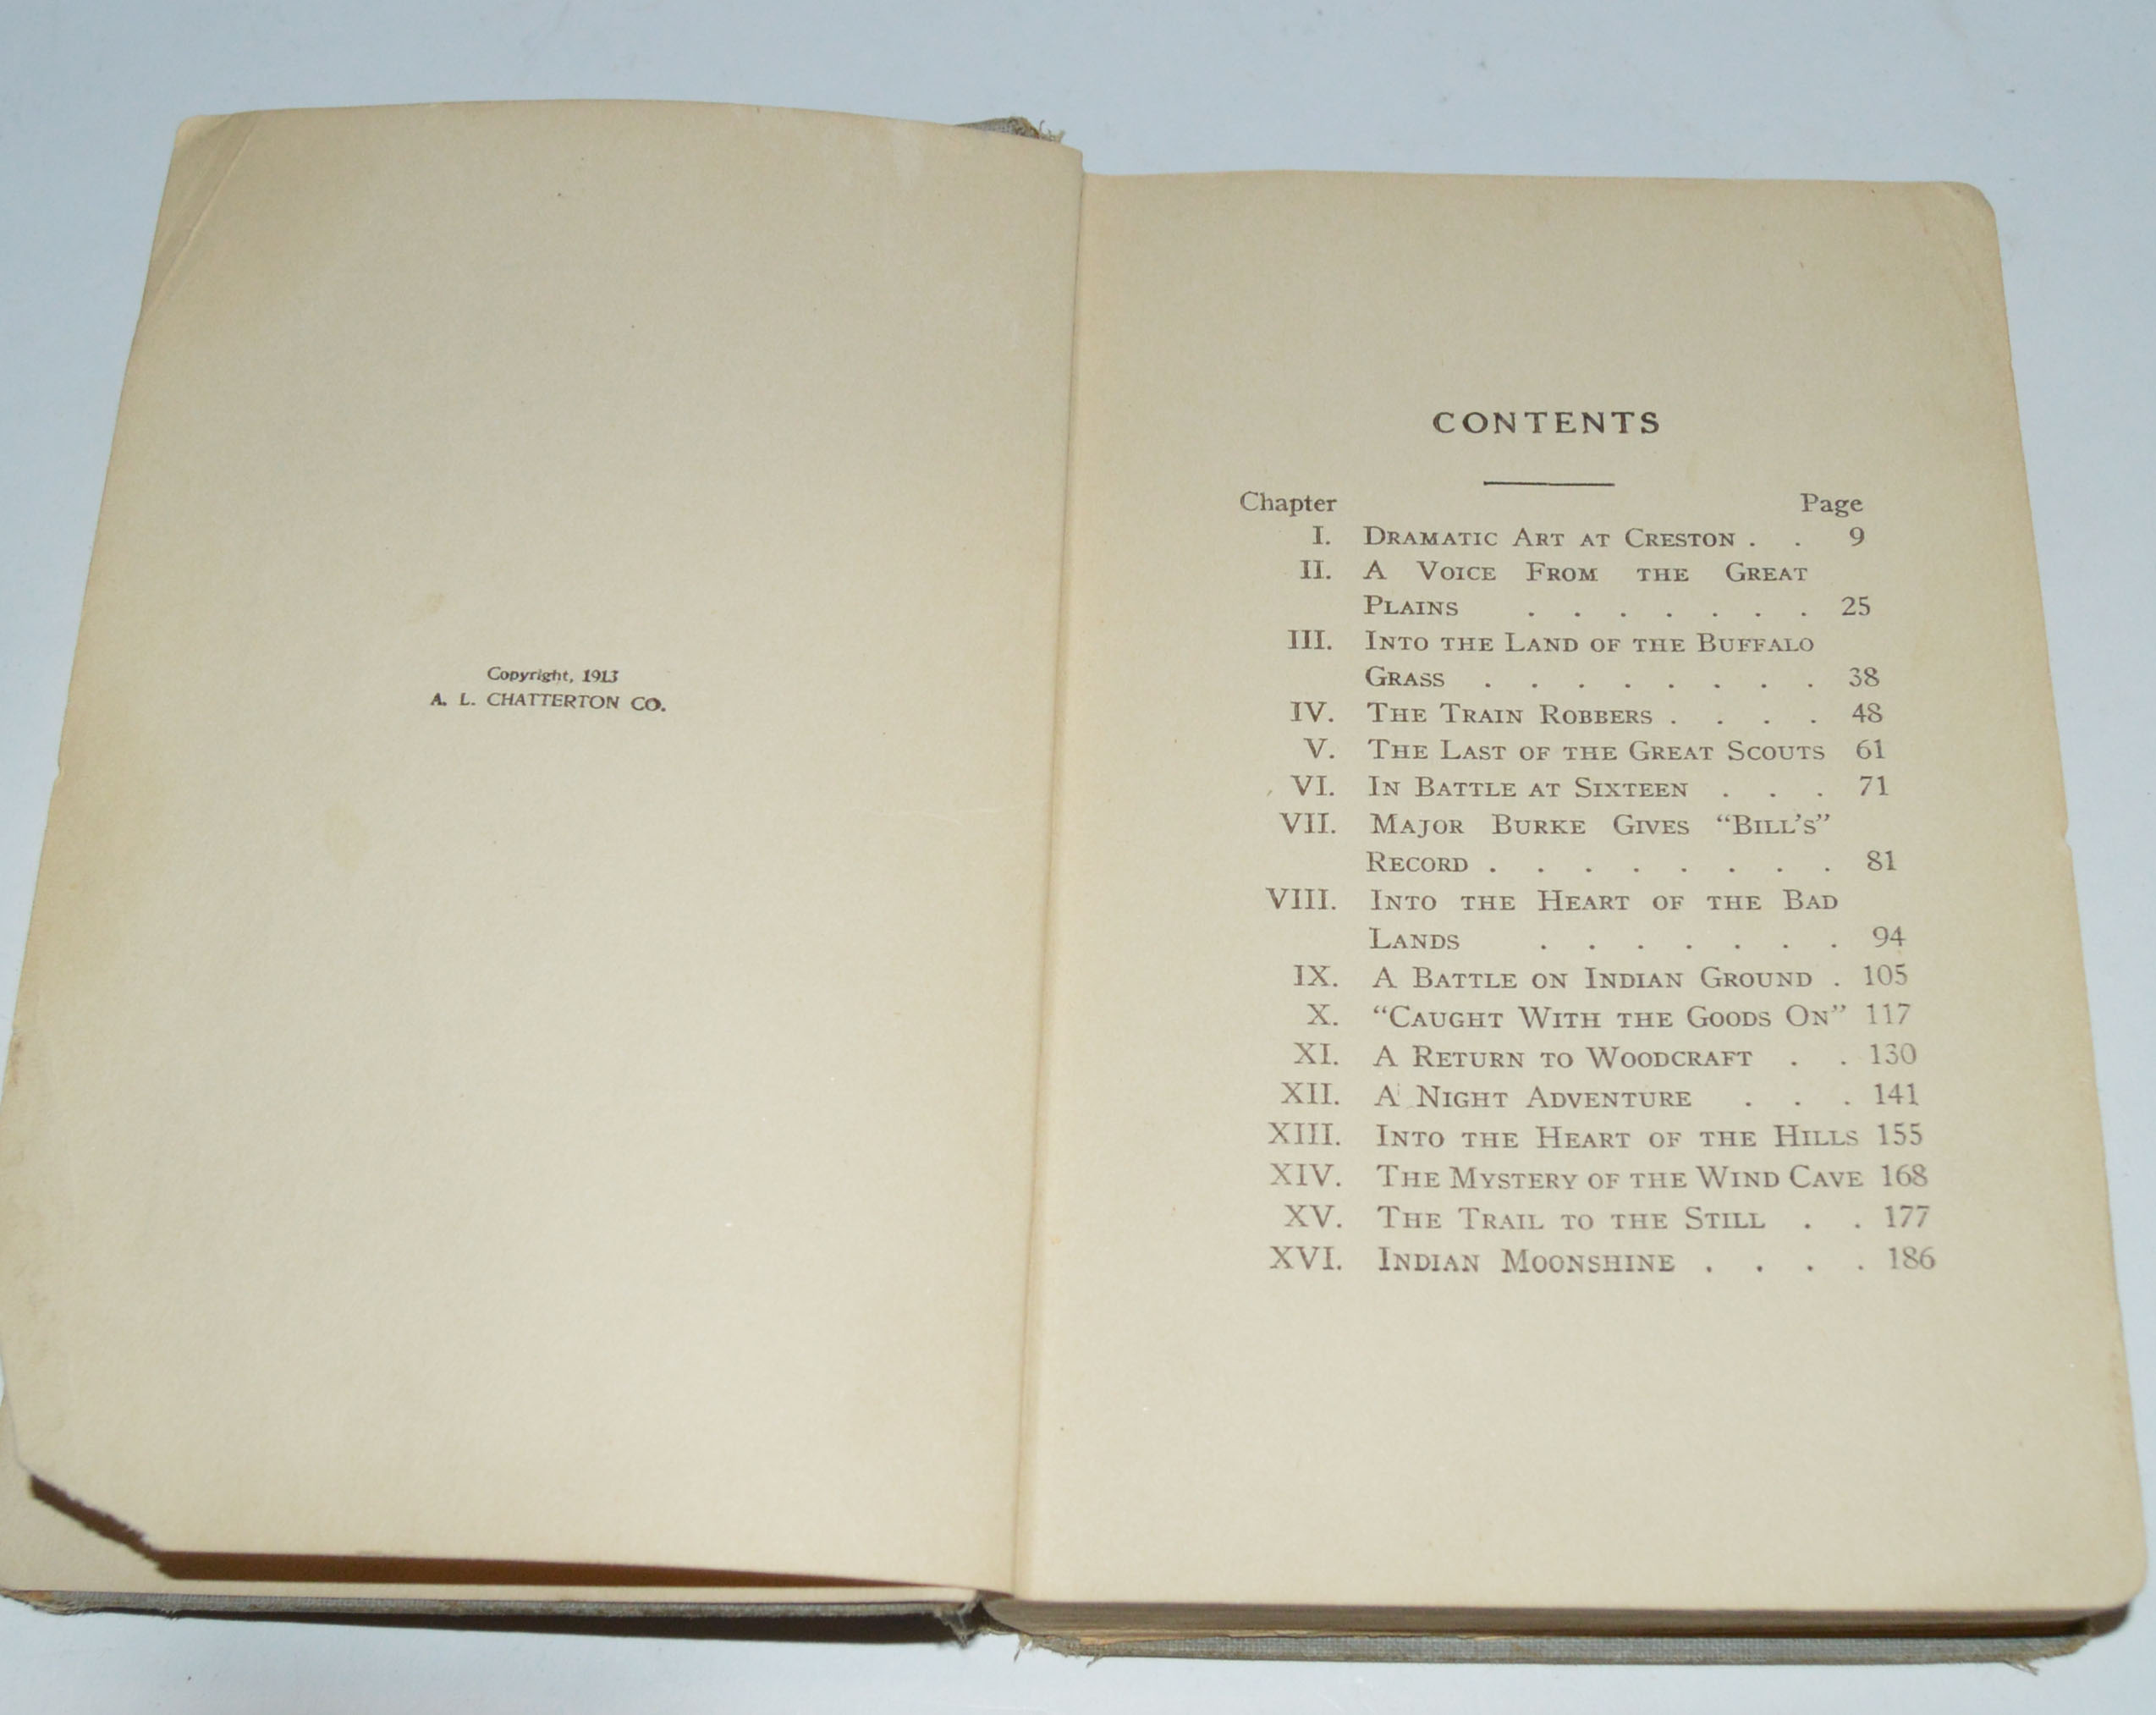 Copyright, 1913
A. L. CHATTERTON CO.
CONTENTS
Chapter Page
I. DRAMATIC ART AT CRESTON . . 9
II. A VOICE FROM THE GREAT
PLAINS . . . . . . . 25
III. INTO THE LAND OF THE BUFFALO
GRASS . . . . . . . . 38
IV. THE TRAIN ROBBERS . . . . 48
V. THE LAST OF THE GREAT SCOUTS 61
VI. IN BATTLE AT SIXTEEN . . . 71
VII. MAJOR BURKE GIVES “BILL’S”
RECORD . . . . . . . . 81
VIII. INTO THE HEART OF THE BAD
LANDS . . . . . . . 94
IX. A BATTLE ON INDIAN GROUND . 105
X. “CAUGHT WITH THE GOODS ON” 117
XI. A RETURN TO WOODCRAFT . . 130
XII. A NIGHT ADVENTURE . . . 141
XIII. INTO THE HEART OF THE HILLS 155
XIV. THE MYSTERY OF THE WIND CAVE 168
XV. THE TRAIL TO THE STILL . . 177
XVI. INDIAN MOONSHINE . . . . 186